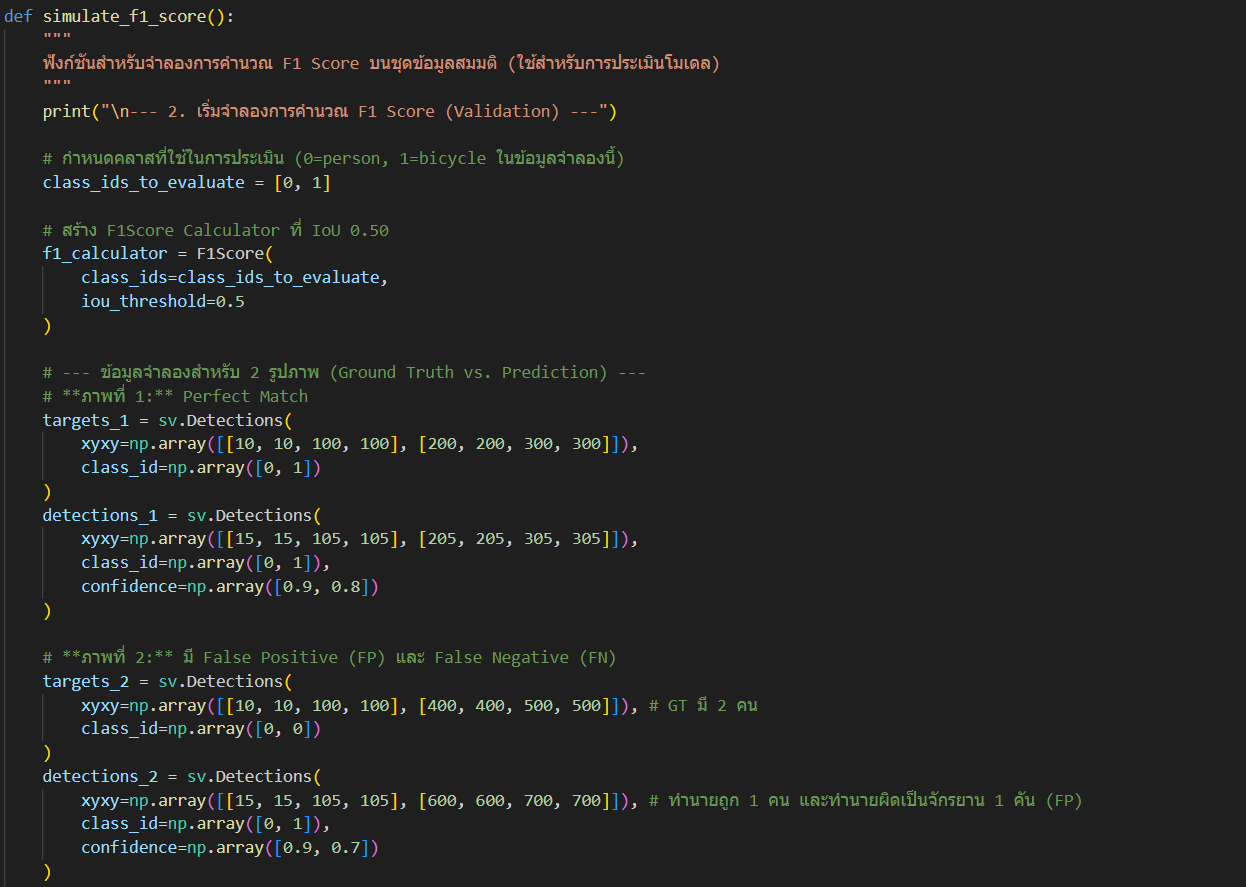 def simulate_f1_score():
    """
    ฟังก์ชันสำหรับจำลองการคำนวณ F1 Score บนชุดข้อมูลสมมติ (ใช้สำหรับการประเมินโมเดล)
    """
    print("\n--- 2. เริ่มจำลองการคำนวณ F1 Score (Validation) ---")
    # กำหนดคลาสที่ใช้ในการประเมิน (0=person, 1=bicycle ในข้อมูลจำลองนี้)
    class_ids_to_evaluate = [0, 1]
    # สร้าง F1Score Calculator ที่ IoU 0.50
    f1_calculator = F1Score(
        class_ids=class_ids_to_evaluate,
        iou_threshold=0.5
    )
    # --- ข้อมูลจำลองสำหรับ 2 รูปภาพ (Ground Truth vs. Prediction) ---
    # **ภาพที่ 1:** Perfect Match
    targets_1 = sv.Detections(
        xyxy=np.array([[10, 10, 100, 100], [200, 200, 300, 300]]),
        class_id=np.array([0, 1])
    )
    detections_1 = sv.Detections(
        xyxy=np.array([[15, 15, 105, 105], [205, 205, 305, 305]]),
        class_id=np.array([0, 1]),
        confidence=np.array([0.9, 0.8])
    )
    # **ภาพที่ 2:** มี False Positive (FP) และ False Negative (FN)
    targets_2 = sv.Detections(
        xyxy=np.array([[10, 10, 100, 100], [400, 400, 500, 500]]), # GT มี 2 คน
        class_id=np.array([0, 0])
    )
    detections_2 = sv.Detections(
        xyxy=np.array([[15, 15, 105, 105], [600, 600, 700, 700]]), # ทำนายถูก 1 คน และทำนายผิดเป็นจักรยาน 1 คัน (FP)
        class_id=np.array([0, 1]),
        confidence=np.array([0.9, 0.7])
    )